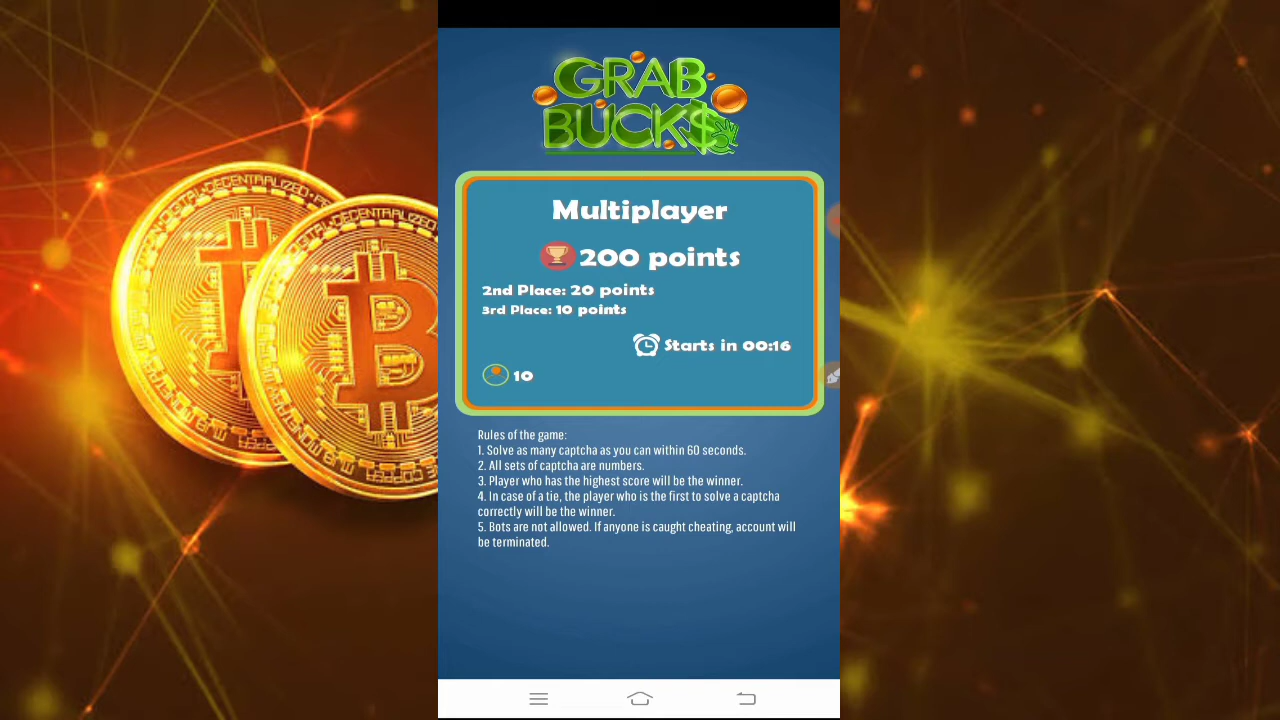 GRAB
BUCK$
Multiplayer
200 points
2nd Place: 20 points
3rd Place: 10 points
Starts in 00:16
10
Rules of the game:
1. Solve as many captcha as you can within 60 seconds.
2. All sets of captcha are numbers.
3. Player who has the highest score will be the winner.
4. In case of a tie, the player who is the first to solve a captcha
correctly will be the winner.
5. Bots are not allowed. If anyone is caught cheating, account will
be terminated.
DECENTRALIZED
DIGITAL
DECENTRALIZED